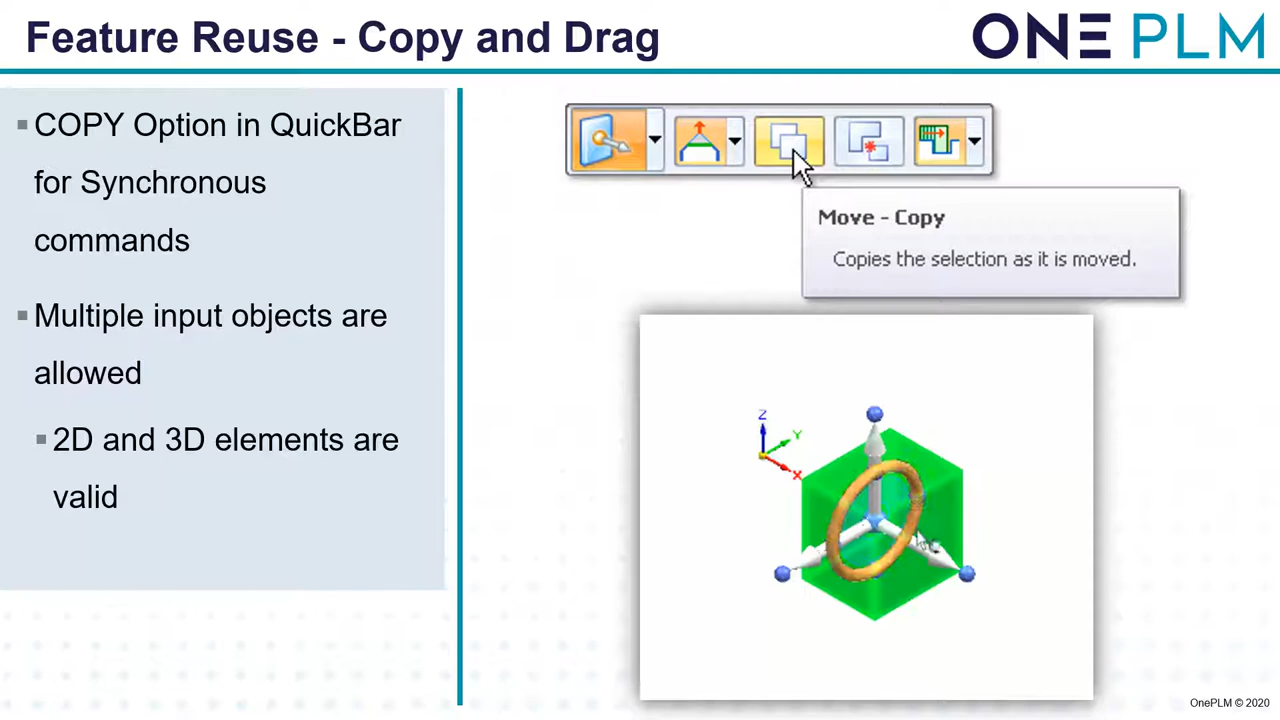 Feature Reuse - Copy and Drag
ONE PLM
▪COPY Option in QuickBar
for Synchronous
commands
▪Multiple input objects are
allowed
▪2D and 3D elements are
valid
Move - Copy
Copies the selection as it is moved.
Z
Y
X
OnePLM © 2020